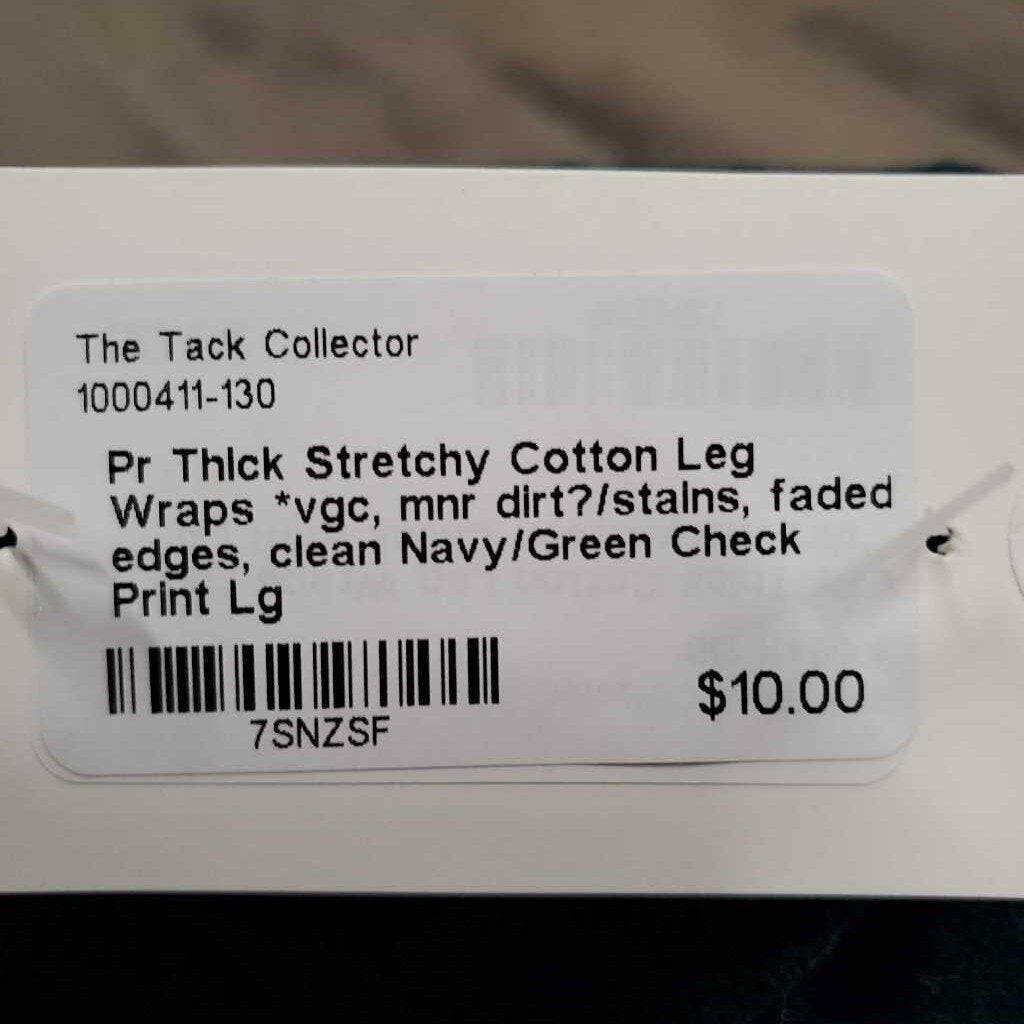 The Tack Collector
1000411-130
Pr Thick Stretchy Cotton Leg
Wraps *vgc, mnr dirt?/stains, faded
edges, clean Navy/Green Check
Print Lg
7SNZSF
$10.00